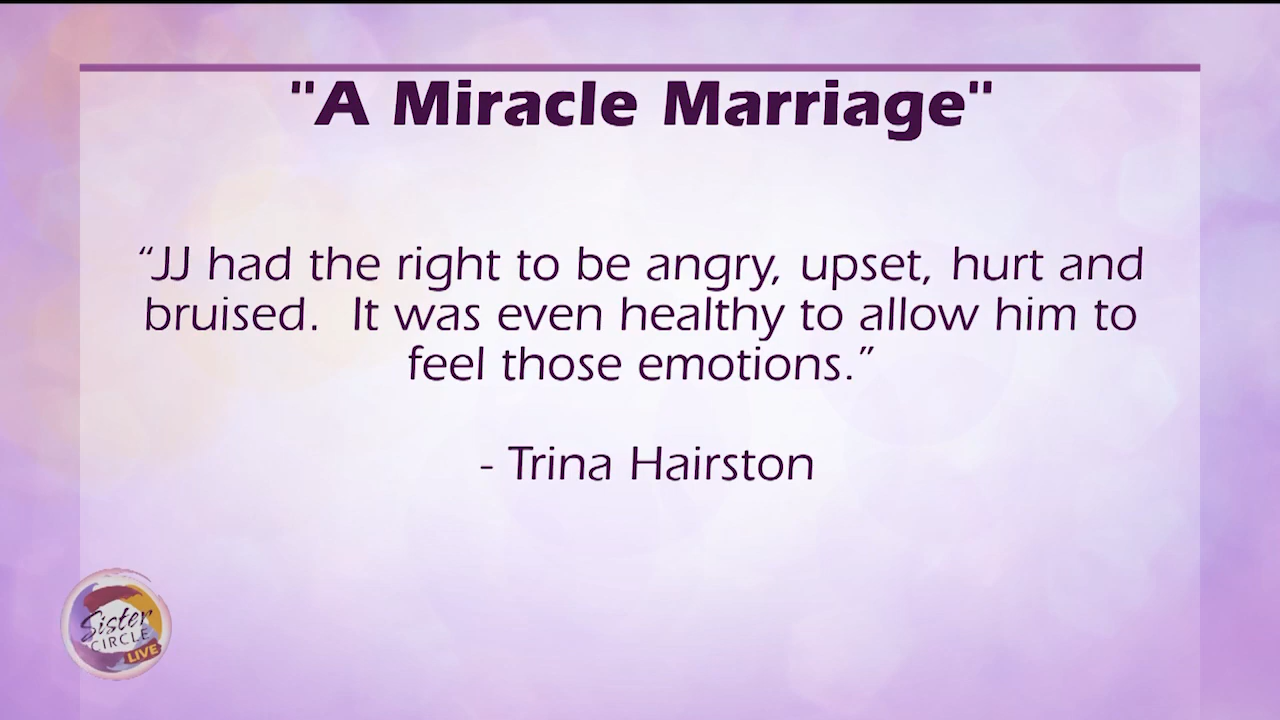 "A Miracle Marriage"
“JJ had the right to be angry, upset, hurt and
bruised.  It was even healthy to allow him to
feel those emotions.”
- Trina Hairston
Sister
CIRCLE
LIVE